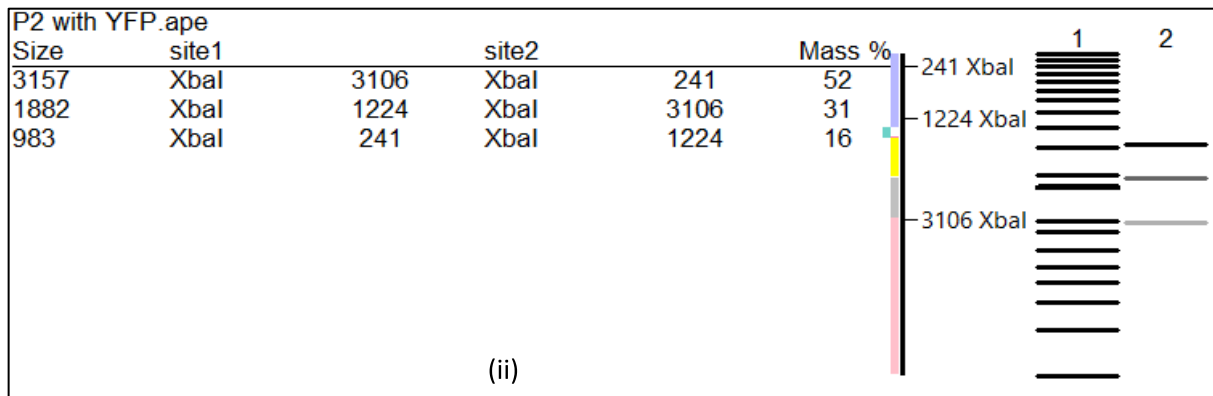 P2 with YFP.ape
Size site1 site2 Mass %
3157 XbaI 3106 XbaI 241 52
1882 XbaI 1224 XbaI 3106 31
983 XbaI 241 XbaI 1224 16
241 XbaI
1224 XbaI
3106 XbaI
1 2
(ii)